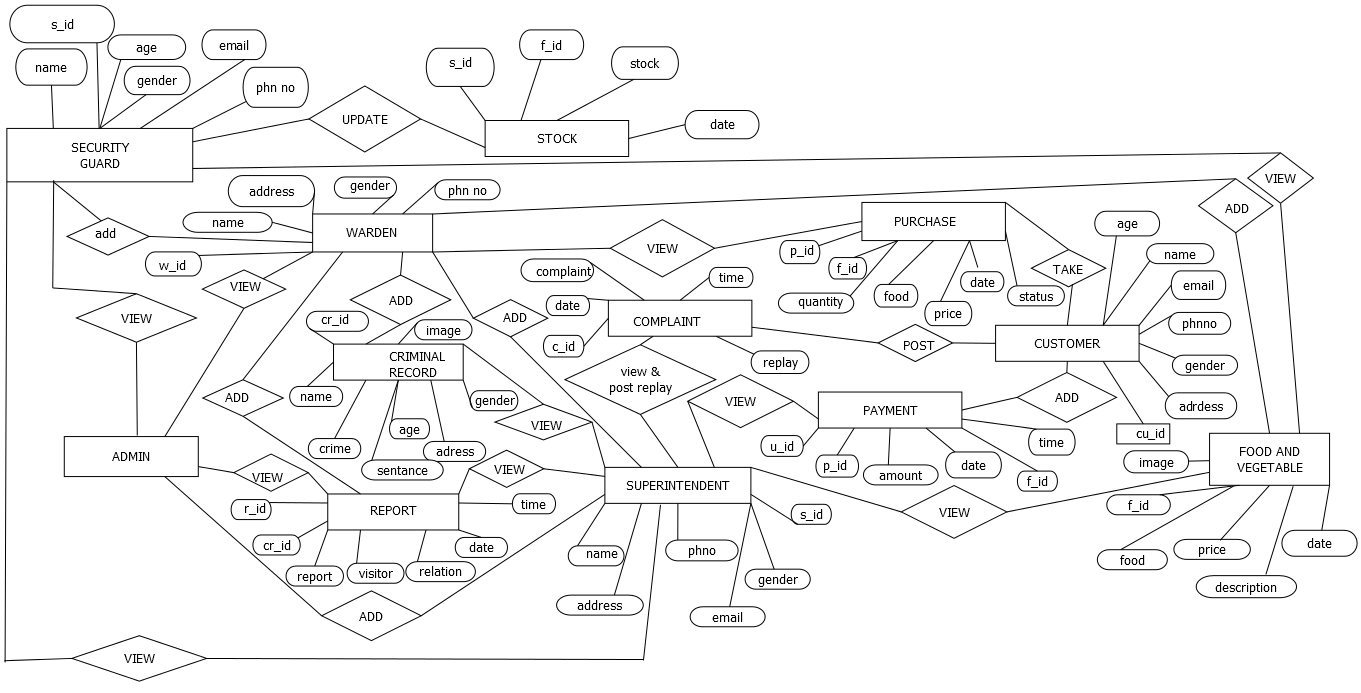 s_id
age
email
name
gender
phn no
f_id
s_id
stock
UPDATE
date
STOCK
SECURITY
GUARD
VIEW
address
gender
phn no
ADD
name
WARDEN
add
VIEW
PURCHASE
age
w_id
p_id
name
VIEW
complaint
time
f_id
date
TAKE
email
ADD
quantity
food
status
date
price
phnno
VIEW
cr_id
image
ADD
COMPLAINT
c_id
POST
CUSTOMER
CRIMINAL
RECORD
replay
gender
view &
post replay
name
ADD
gender
VIEW
ADD
adrdess
PAYMENT
age
VIEW
cu_id
crime
adress
u_id
time
ADMIN
sentance
p_id
amount
date
f_id
image
FOOD AND
VEGETABLE
VIEW
VIEW
SUPERINTENDENT
r_id
REPORT
time
s_id
VIEW
f_id
cr_id
date
name
phno
food
price
date
report
visitor
relation
gender
description
address
ADD
email
VIEW